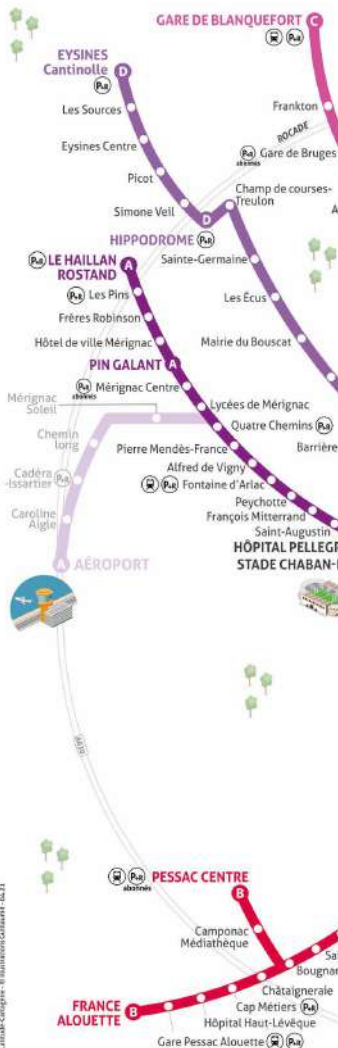 GARE DE BLANQUEFORT
C
P+R
EYSINES
Cantinolle
D
P+R
Les Sources
Frankton
ROCADE
Eysines Centre
P+R
abonnés
Gare de Bruges
Picot
Champ de courses-
Treulon
Simone Veil
D
A
HIPPODROME
P+R
P+R
LE HAILLAN
ROSTAND
A
Sainte-Germaine
P+R
Les Pins
Les Écus
Frères Robinson
Hôtel de ville Mérignac
Mairie du Bouscat
PIN GALANT
A
P+R
abonnés
Mérignac Centre
Mérignac
Soleil
Lycées de Mérignac
Quatre Chemins
P+R
Chemin
long
Pierre Mendès-France
Barrière
Alfred de Vigny
Cadéra
-Issartier
P+R
P+R
Fontaine d'Arlac
Peychotte
Caroline
Aigle
François Mitterrand
Saint-Augustin
HÔPITAL PELLEGR
STADE CHABAN-
A
AÉROPORT
P+R
abonnés
PESSAC CENTRE
B
Camponac
Médiathèque
Sa
Bougnar
Châtaigneraie
FRANCE
ALOUETTE
B
Cap Métiers
P+R
Hôpital Haut-Lévêque
Gare Pessac Alouette
P+R